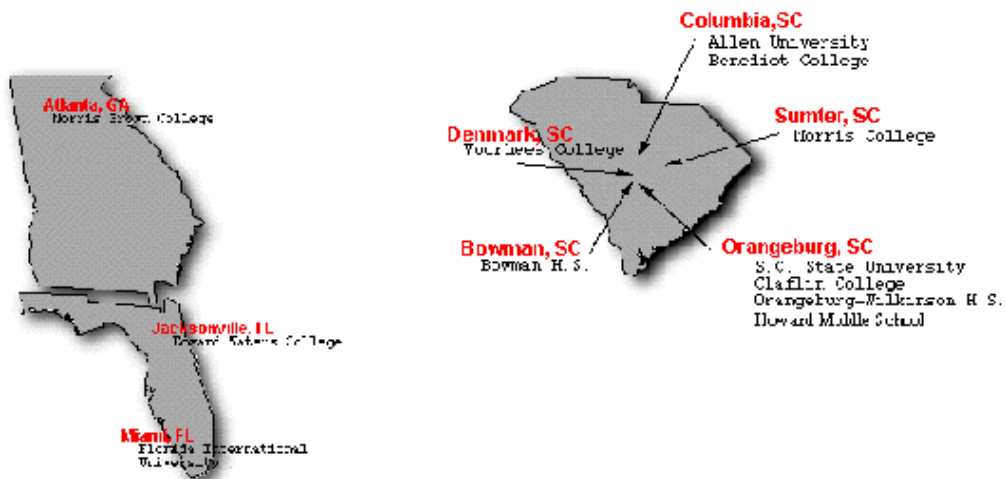 Atlanta, GA
Morris Brown College
Jacksonville, FL
Edward Waters College
Miami, FL
Florida International
University
Columbia,SC
Allen University
Benedict College
Sumter, SC
Morris College
Denmark, SC
Voorhees College
Bowman, SC
Bowman H.S.
Orangeburg, SC
S.C. State University
Claflin College
Orangeburg-Wilkinson H.S.
Howard Middle School